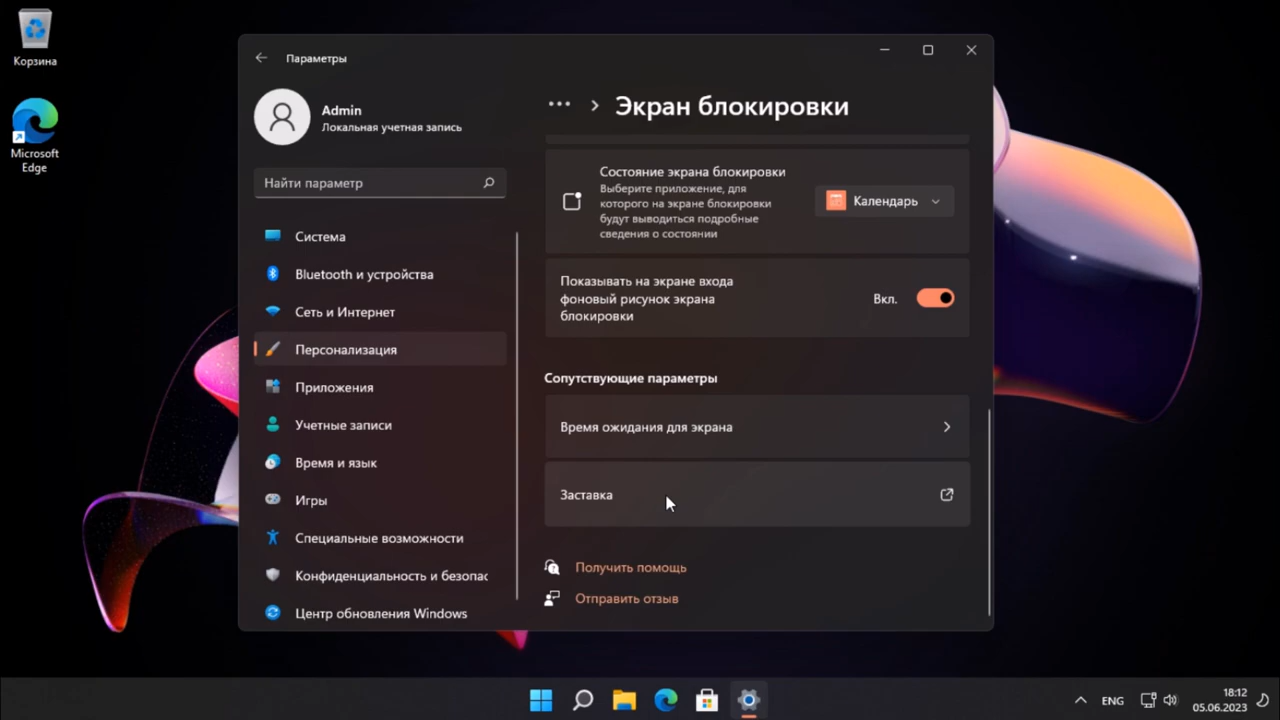 Корзина
Microsoft
Edge
Параметры
Admin
Локальная учетная запись
Найти параметр
Система
Bluetooth и устройства
Сеть и Интернет
Персонализация
Приложения
Учетные записи
Время и язык
Игры
Специальные возможности
Конфиденциальность и безопас
Центр обновления Windows
Экран блокировки
Состояние экрана блокировки
Выберите приложение, для
которого на экране блокировки
будут выводиться подробные
сведения о состоянии
Календарь
Показывать на экране входа
фоновый рисунок экрана
блокировки
Вкл.
Сопутствующие параметры
Время ожидания для экрана
Заставка
Получить помощь
Отправить отзыв
ENG
18:12
05.06.2023